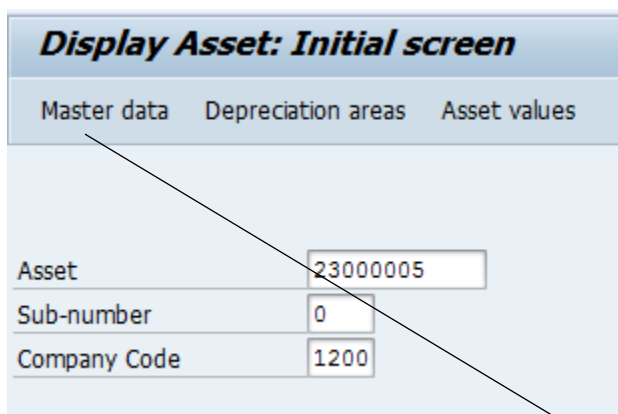 Display Asset: Initial screen
Master data Depreciation areas Asset values
Asset 23000005
Sub-number 0
Company Code 1200